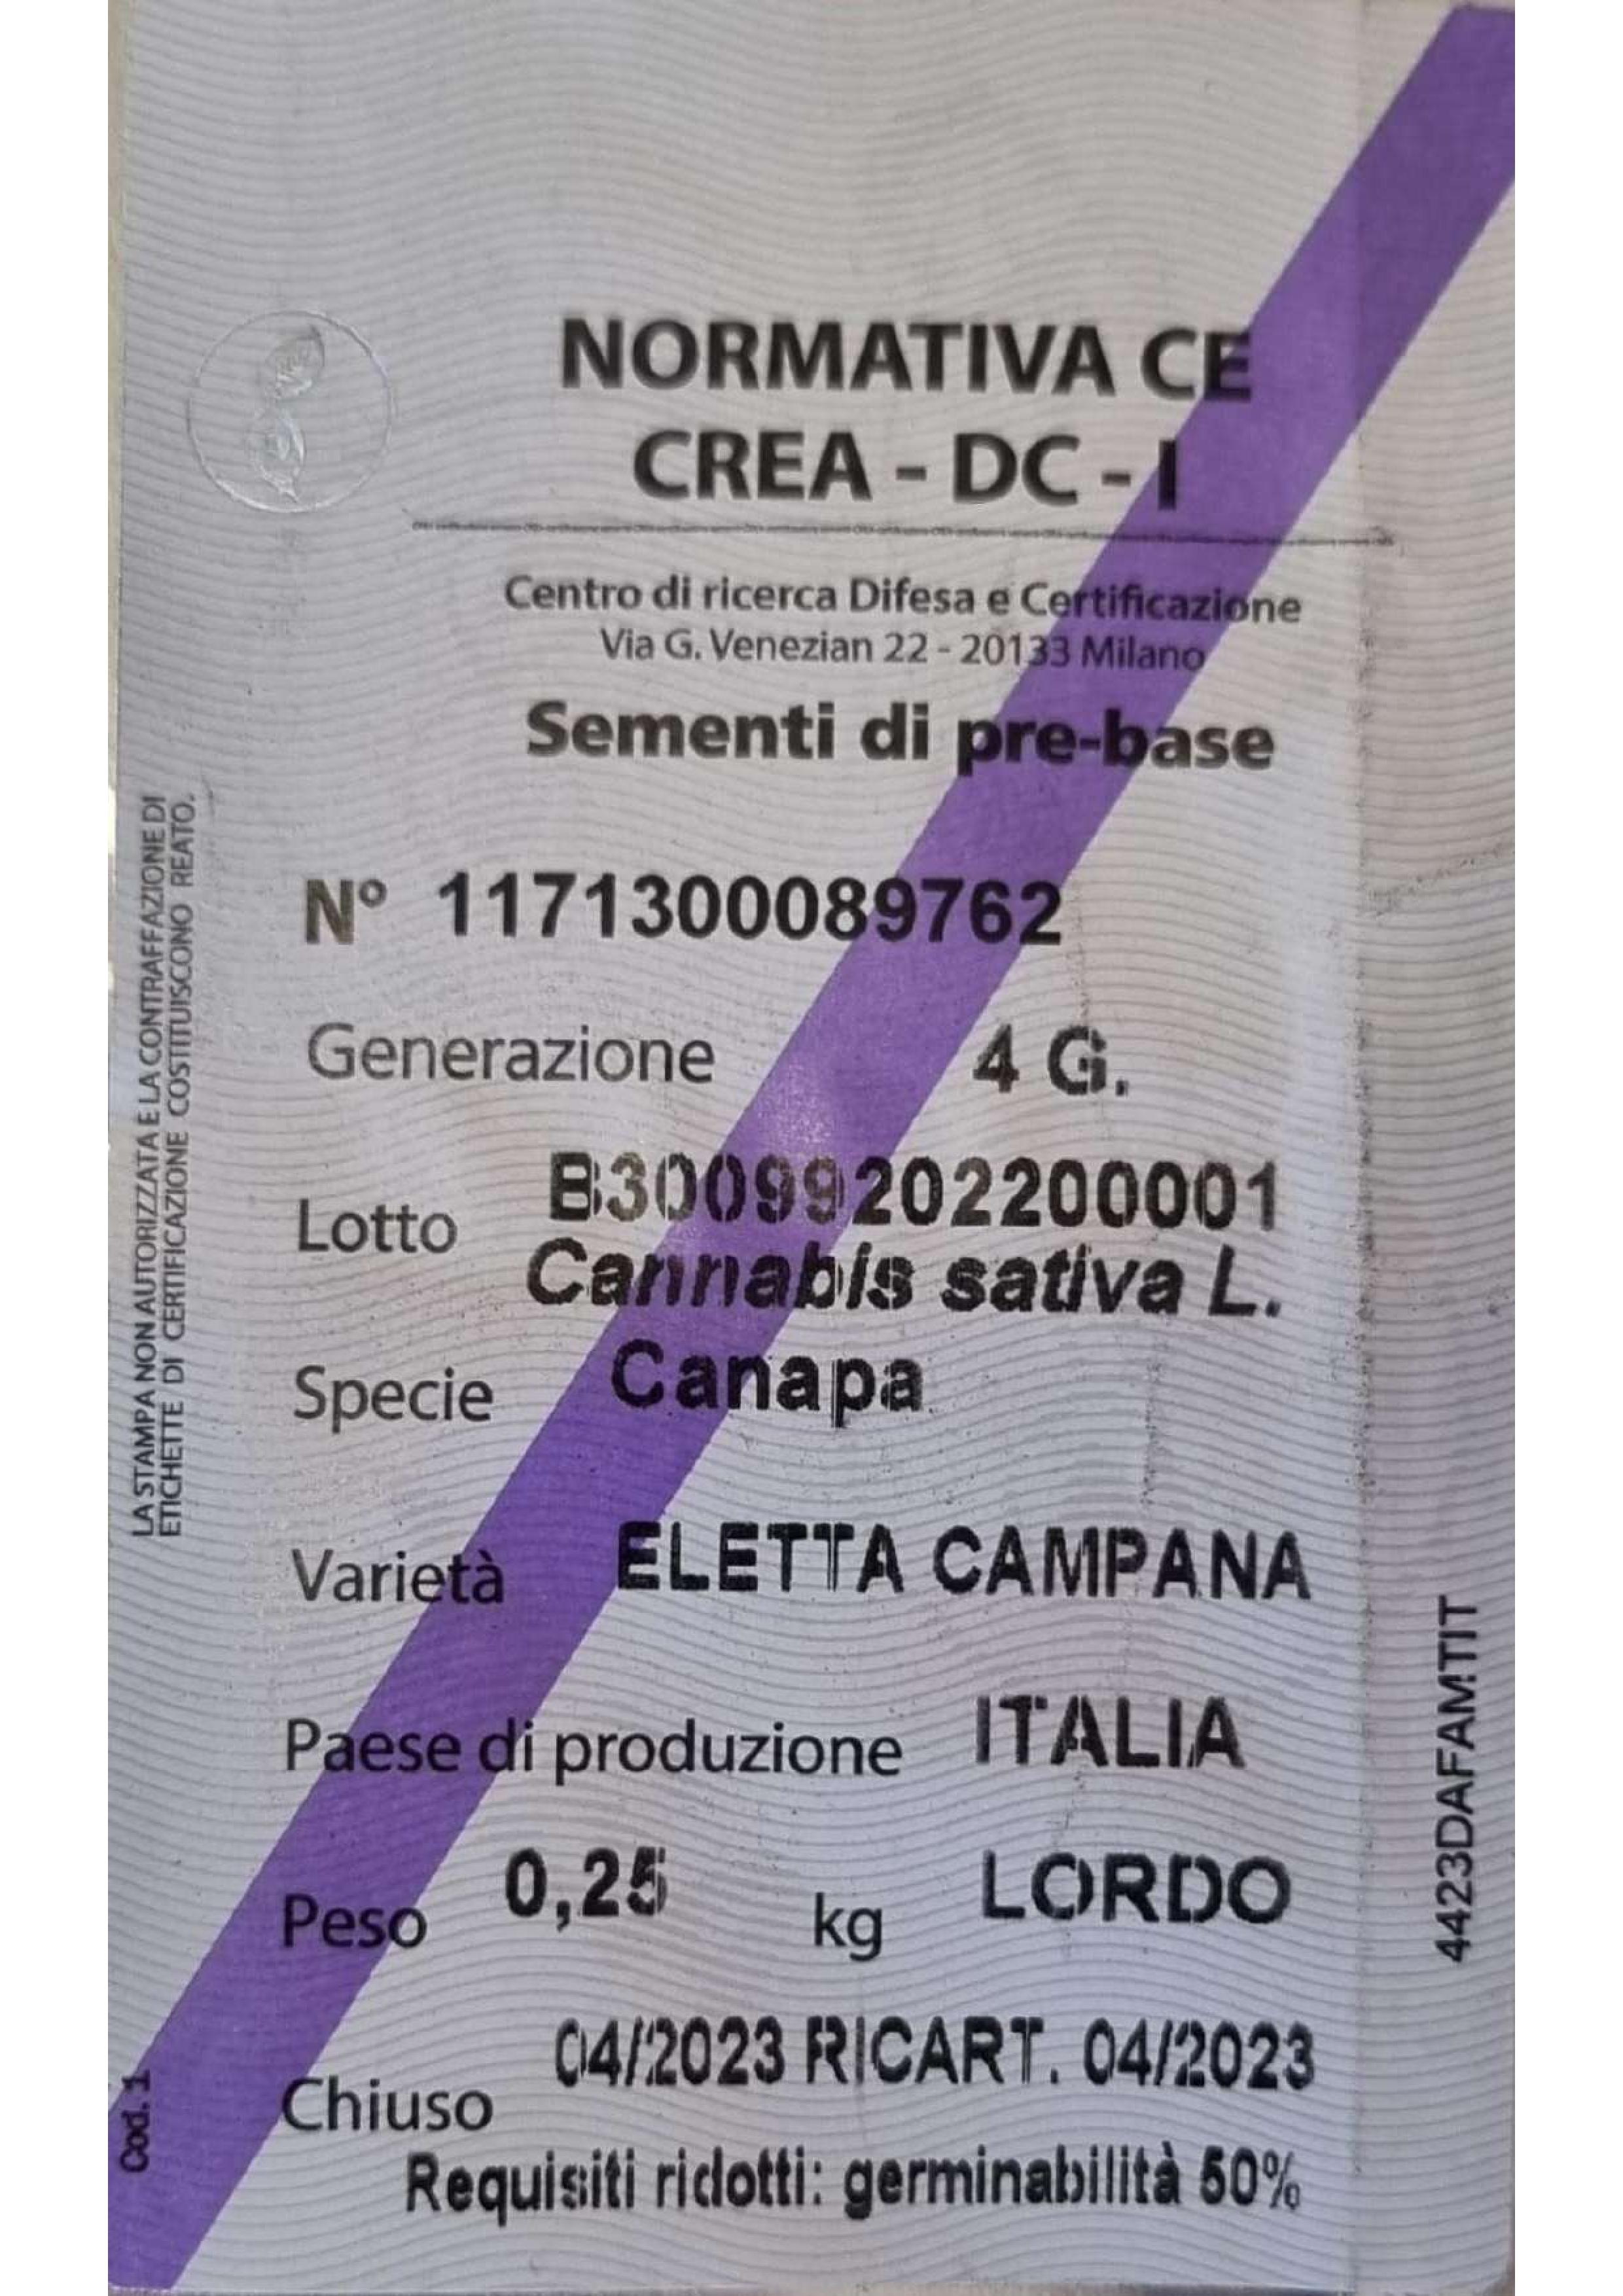 NORMATIVA CE
CREA - DC - I
Centro di ricerca Difesa e Certificazione
Via G. Venezian 22 - 20133 Milano
Sementi di pre-base
N° 1171300089762
Generazione 4 G.
Lotto B30099202200001
Cannabis sativa L.
Specie Canapa
Varietà ELETTA CAMPANA
Paese di produzione ITALIA
Peso 0,25 kg LORDO
Chiuso 04/2023 RICART. 04/2023
Requisiti ridotti: germinabilità 50%
LA STAMPA NON AUTORIZZATA E LA CONTRAFFAZIONE DI
ETICHETTE DI CERTIFICAZIONE COSTITUISCONO REATO.
Cod.1
4423DAFAMTIT